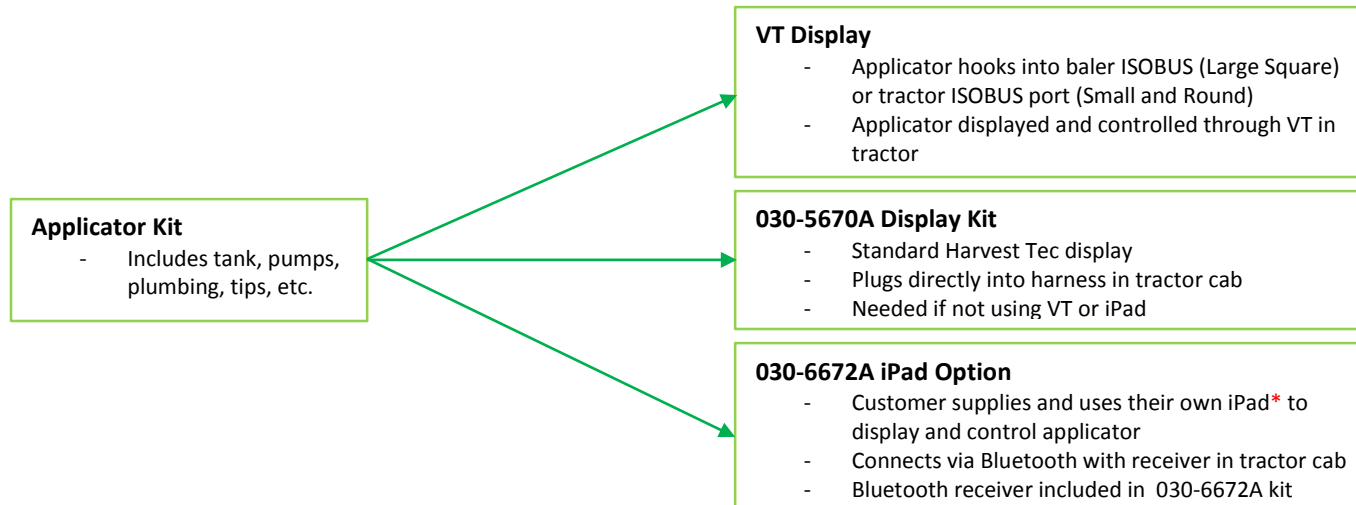 Applicator Kit
- Includes tank, pumps,
plumbing, tips, etc.
VT Display
- Applicator hooks into baler ISOBUS (Large Square)
or tractor ISOBUS port (Small and Round)
- Applicator displayed and controlled through VT in
tractor
030-5670A Display Kit
- Standard Harvest Tec display
- Plugs directly into harness in tractor cab
- Needed if not using VT or iPad
030-6672A iPad Option
- Customer supplies and uses their own iPad* to
display and control applicator
- Connects via Bluetooth with receiver in tractor cab
- Bluetooth receiver included in 030-6672A kit